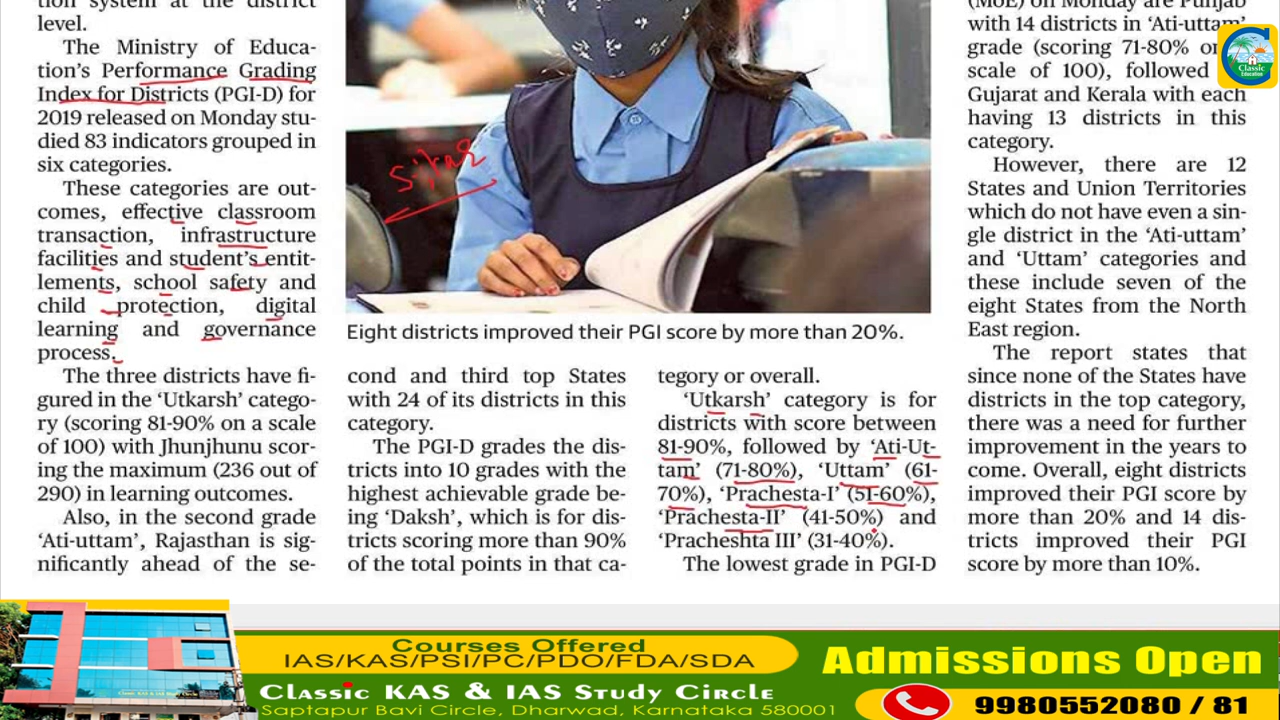 tion system at the district
level.
The Ministry of Educa-
tion's Performance Grading
Index for Districts (PGI-D) for
2019 released on Monday stu-
died 83 indicators grouped in
six categories.
These categories are out-
comes, effective classroom
transaction, infrastructure
facilities and student's entit-
lements, school safety and
child protection, digital
learning and governance
process.
The three districts have fi-
gured in the 'Utkarsh' catego-
ry (scoring 81-90% on a scale
of 100) with Jhunjhunu scor-
ing the maximum (236 out of
290) in learning outcomes.
Also, in the second grade
'Ati-uttam', Rajasthan is sig-
nificantly ahead of the se-
Sikar
Eight districts improved their PGI score by more than 20%.
cond and third top States
with 24 of its districts in this
category.
The PGI-D grades the dis-
tricts into 10 grades with the
highest achievable grade be-
ing 'Daksh', which is for dis-
tricts scoring more than 90%
of the total points in that ca-
tegory or overall.
'Utkarsh' category is for
districts with score between
81-90%, followed by 'Ati-Ut-
tam' (71-80%), 'Uttam' (61-
70%), 'Prachesta-I' (51-60%),
'Prachesta-II' (41-50%) and
'Pracheshta III' (31-40%).
The lowest grade in PGI-D
(MoE) on Monday are Punjab
with 14 districts in 'Ati-uttam'
grade (scoring 71-80% on
scale of 100), followed
Gujarat and Kerala with each
having 13 districts in this
category.
However, there are 12
States and Union Territories
which do not have even a sin-
gle district in the 'Ati-uttam'
and 'Uttam' categories and
these include seven of the
eight States from the North
East region.
The report states that
since none of the States have
districts in the top category,
there was a need for further
improvement in the years to
come. Overall, eight districts
improved their PGI score by
more than 20% and 14 dis-
tricts improved their PGI
score by more than 10%.
Classic
Education
Courses Offered
IAS/KAS/PSI/PC/PDO/FDA/SDA
Classic KAS & IAS Study Circle
Saptapur Bavi Circle, Dharwad, Karnataka 580001
Admissions Open
9980552080 / 81